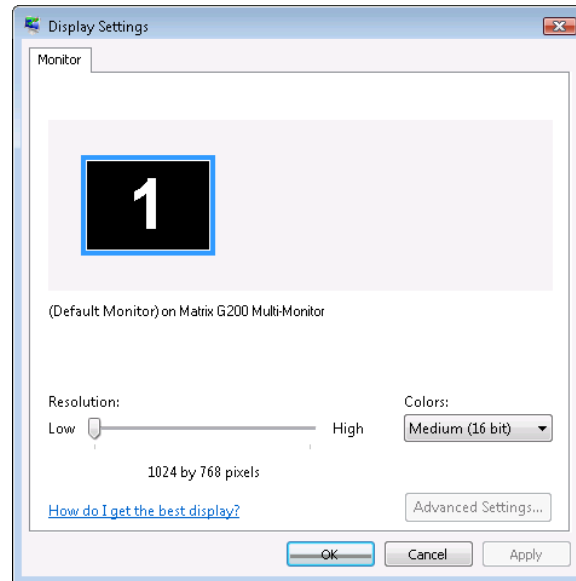 Display Settings
Monitor
1
(Default Monitor) on Matrix G200 Multi-Monitor
Resolution:
Colors:
Low
High
Medium (16 bit)
1024 by 768 pixels
How do I get the best display?
Advanced Settings...
OK
Cancel
Apply